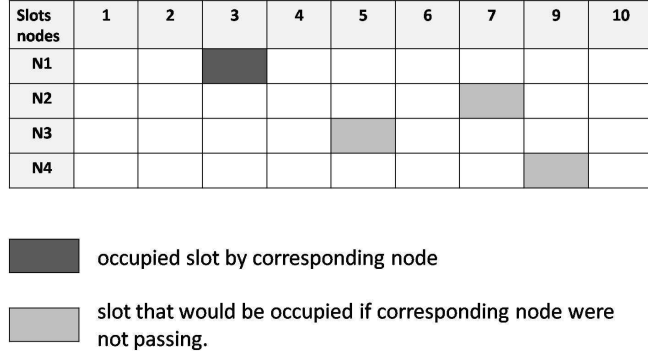 Slots nodes 1 2 3 4 5 6 7 9 10
N1
N2
N3
N4
occupied slot by corresponding node
slot that would be occupied if corresponding node were
not passing.